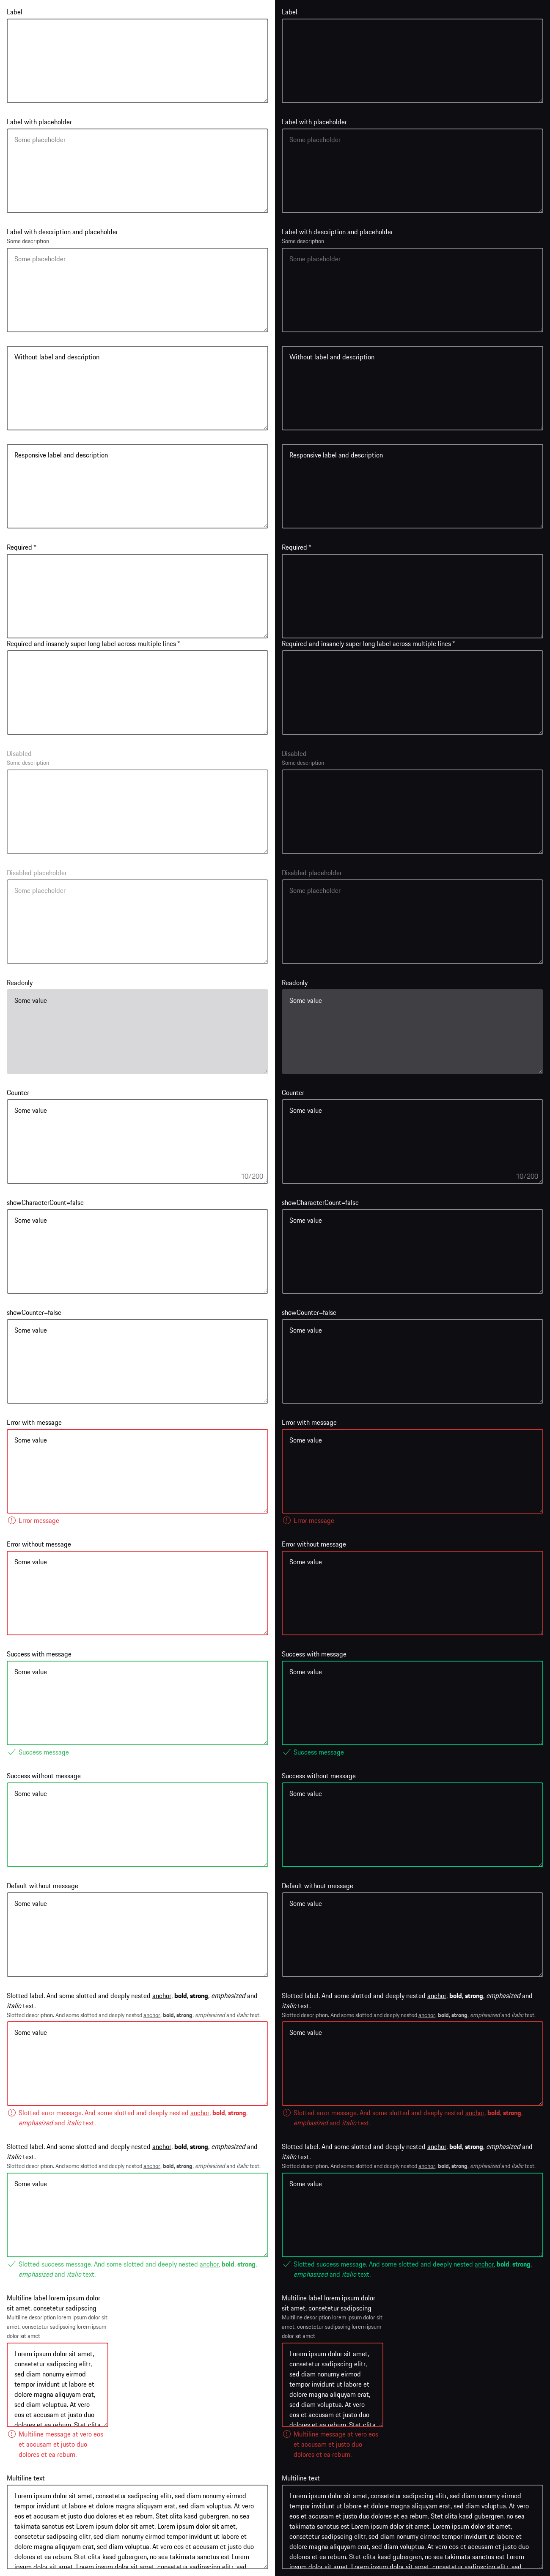 Label
Label with placeholder
Some placeholder
Label with description and placeholder
Some description
Some placeholder
Without label and description
Responsive label and description
Required *
Required and insanely super long label across multiple lines *
Disabled
Some description
Disabled placeholder
Some placeholder
Readonly
Some value
Counter
Some value
10/200
showCharacterCount=false
Some value
showCounter=false
Some value
Error with message
Some value
Error message
Error without message
Some value
Success with message
Some value
Success message
Success without message
Some value
Default without message
Some value
Slotted label. And some slotted and deeply nested anchor, bold, strong, emphasized and
italic text.
Slotted description. And some slotted and deeply nested anchor, bold, strong, emphasized and italic text.
Some value
Slotted error message. And some slotted and deeply nested anchor, bold, strong,
emphasized and italic text.
Slotted label. And some slotted and deeply nested anchor, bold, strong, emphasized and
italic text.
Slotted description. And some slotted and deeply nested anchor, bold, strong, emphasized and italic text.
Some value
Slotted success message. And some slotted and deeply nested anchor, bold, strong,
emphasized and italic text.
Multiline label lorem ipsum dolor
sit amet, consetetur sadipscing
Multiline description lorem ipsum dolor sit
amet, consetetur sadipscing lorem ipsum
dolor sit amet
Lorem ipsum dolor sit amet,
consetetur sadipscing elitr,
sed diam nonumy eirmod
tempor invidunt ut labore et
dolore magna aliquyam erat,
sed diam voluptua. At vero
eos et accusam et justo duo
dolores et ea rebum. Stet clita
Multiline message at vero eos
et accusam et justo duo
dolores et ea rebum.
Multiline text
Lorem ipsum dolor sit amet, consetetur sadipscing elitr, sed diam nonumy eirmod
tempor invidunt ut labore et dolore magna aliquyam erat, sed diam voluptua. At vero
eos et accusam et justo duo dolores et ea rebum. Stet clita kasd gubergren, no sea
takimata sanctus est Lorem ipsum dolor sit amet. Lorem ipsum dolor sit amet,
consetetur sadipscing elitr, sed diam nonumy eirmod tempor invidunt ut labore et
dolore magna aliquyam erat, sed diam voluptua. At vero eos et accusam et justo duo
dolores et ea rebum. Stet clita kasd gubergren, no sea takimata sanctus est Lorem
ipsum dolor sit amet. Lorem ipsum dolor sit amet, consetetur sadipscing elitr, sed
Label
Label with placeholder
Some placeholder
Label with description and placeholder
Some description
Some placeholder
Without label and description
Responsive label and description
Required *
Required and insanely super long label across multiple lines *
Disabled
Some description
Disabled placeholder
Some placeholder
Readonly
Some value
Counter
Some value
10/200
showCharacterCount=false
Some value
showCounter=false
Some value
Error with message
Some value
Error message
Error without message
Some value
Success with message
Some value
Success message
Success without message
Some value
Default without message
Some value
Slotted label. And some slotted and deeply nested anchor, bold, strong, emphasized and
italic text.
Slotted description. And some slotted and deeply nested anchor, bold, strong, emphasized and italic text.
Some value
Slotted error message. And some slotted and deeply nested anchor, bold, strong,
emphasized and italic text.
Slotted label. And some slotted and deeply nested anchor, bold, strong, emphasized and
italic text.
Slotted description. And some slotted and deeply nested anchor, bold, strong, emphasized and italic text.
Some value
Slotted success message. And some slotted and deeply nested anchor, bold, strong,
emphasized and italic text.
Multiline label lorem ipsum dolor
sit amet, consetetur sadipscing
Multiline description lorem ipsum dolor sit
amet, consetetur sadipscing lorem ipsum
dolor sit amet
Lorem ipsum dolor sit amet,
consetetur sadipscing elitr,
sed diam nonumy eirmod
tempor invidunt ut labore et
dolore magna aliquyam erat,
sed diam voluptua. At vero
eos et accusam et justo duo
dolores et ea rebum. Stet clita
Multiline message at vero eos
et accusam et justo duo
dolores et ea rebum.
Multiline text
Lorem ipsum dolor sit amet, consetetur sadipscing elitr, sed diam nonumy eirmod
tempor invidunt ut labore et dolore magna aliquyam erat, sed diam voluptua. At vero
eos et accusam et justo duo dolores et ea rebum. Stet clita kasd gubergren, no sea
takimata sanctus est Lorem ipsum dolor sit amet. Lorem ipsum dolor sit amet,
consetetur sadipscing elitr, sed diam nonumy eirmod tempor invidunt ut labore et
dolore magna aliquyam erat, sed diam voluptua. At vero eos et accusam et justo duo
dolores et ea rebum. Stet clita kasd gubergren, no sea takimata sanctus est Lorem
ipsum dolor sit amet. Lorem ipsum dolor sit amet, consetetur sadipscing elitr, sed